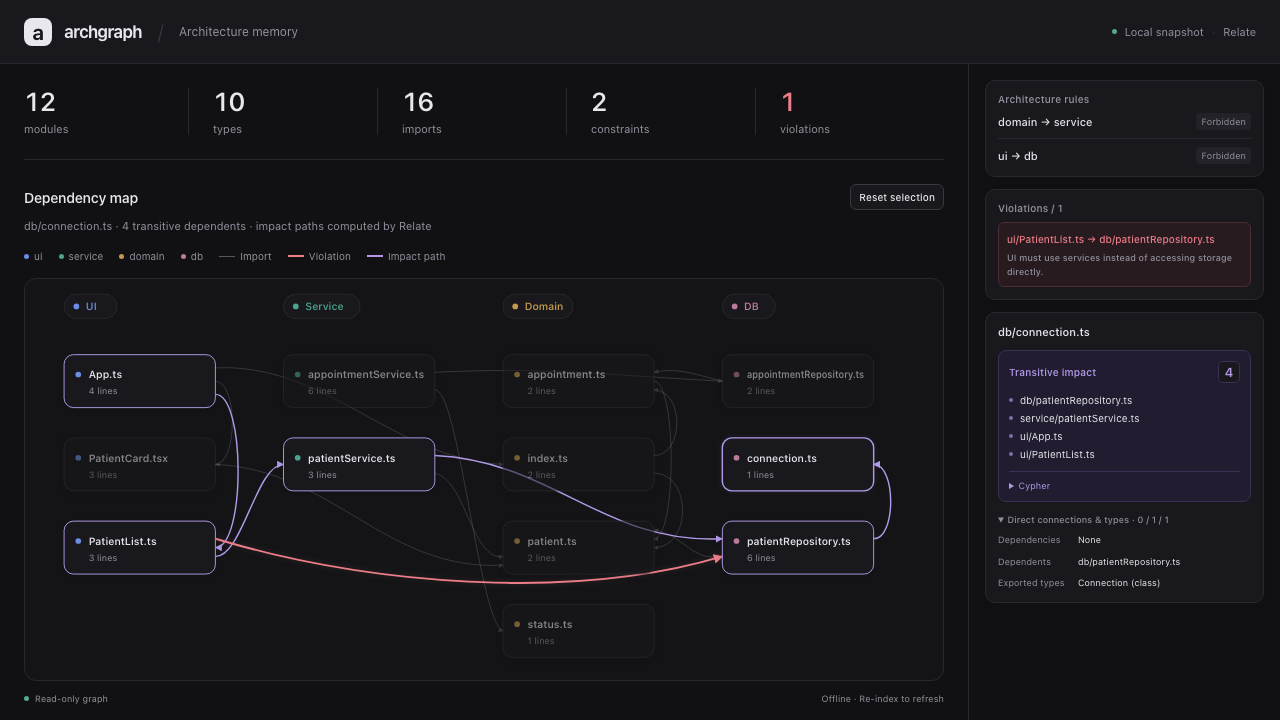 a archgraph / Architecture memory
Local snapshot · Relate
12
modules
10
types
16
imports
2
constraints
1
violations
Dependency map
Reset selection
db/connection.ts · 4 transitive dependents · impact paths computed by Relate
ui
service
domain
db
Import
Violation
Impact path
UI
Service
Domain
DB
App.ts
4 lines
appointmentService.ts
6 lines
appointment.ts
2 lines
appointmentRepository.ts
2 lines
PatientCard.tsx
3 lines
patientService.ts
3 lines
index.ts
2 lines
connection.ts
1 lines
PatientList.ts
3 lines
patient.ts
2 lines
patientRepository.ts
6 lines
status.ts
1 lines
Read-only graph
Offline · Re-index to refresh
Architecture rules
domain → service Forbidden
ui → db Forbidden
Violations / 1
ui/PatientList.ts → db/patientRepository.ts
UI must use services instead of accessing storage
directly.
db/connection.ts
Transitive impact 4
db/patientRepository.ts
service/patientService.ts
ui/App.ts
ui/PatientList.ts
Cypher
Direct connections & types · 0 / 1 / 1
Dependencies None
Dependents db/patientRepository.ts
Exported types Connection (class)